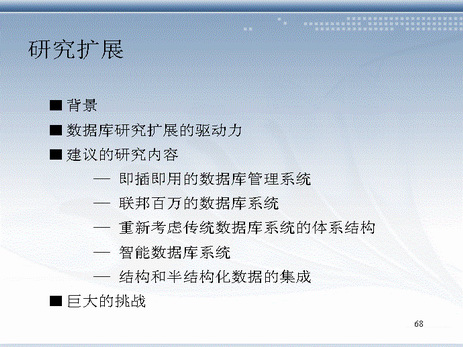 研究扩展
■ 背景
■ 数据库研究扩展的驱动力
■ 建议的研究内容
— 即插即用的数据库管理系统
— 联邦百万的数据库系统
— 重新考虑传统数据库系统的体系结构
— 智能数据库系统
— 结构和半结构化数据的集成
■ 巨大的挑战
68